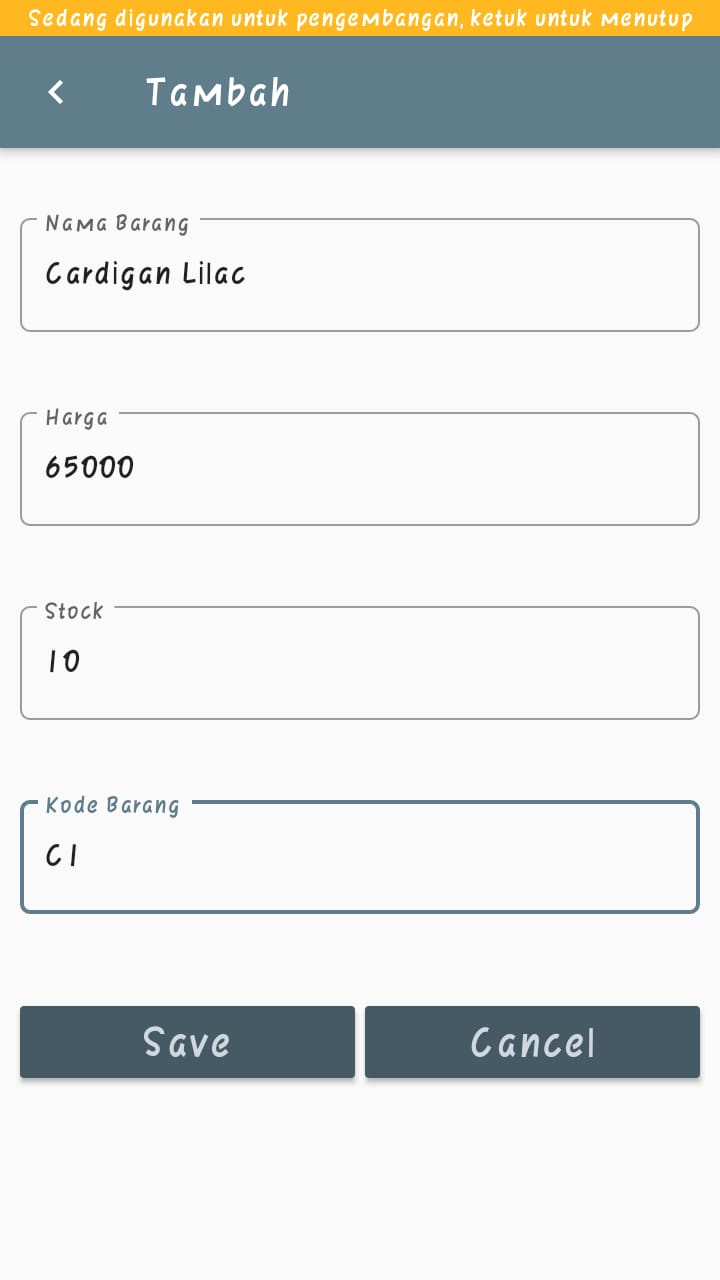 Sedang digunakan untuk pengembangan, ketuk untuk menutup
Tambah
Nama Barang
Cardigan Lilac
Harga
65000
Stock
10
Kode Barang
C1
Save
Cancel